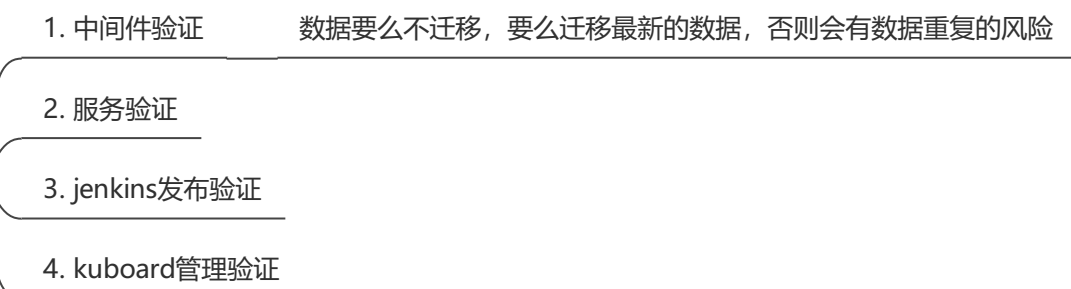 1. 中间件验证 数据要么不迁移，要么迁移最新的数据，否则会有数据重复的风险
2. 服务验证
3. jenkins发布验证
4. kuboard管理验证